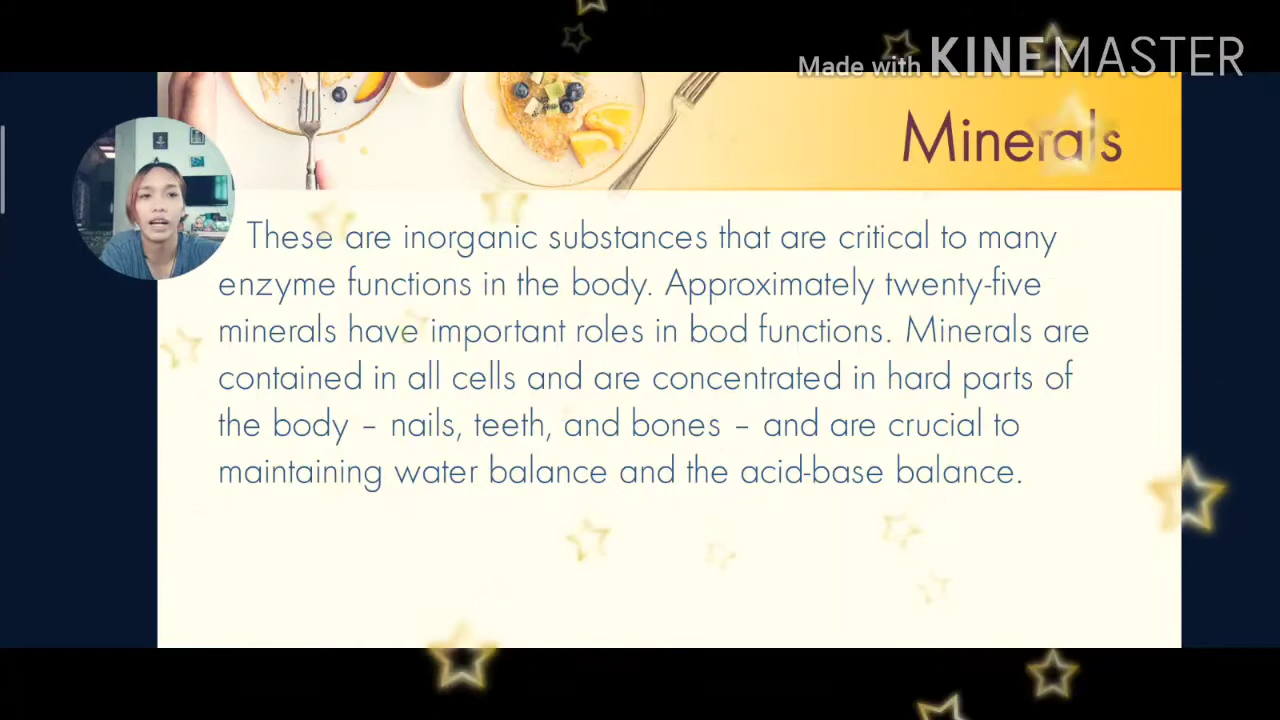 Made with KINEMASTER
Minerals
These are inorganic substances that are critical to many
enzyme functions in the body. Approximately twenty-five
minerals have important roles in bod functions. Minerals are
contained in all cells and are concentrated in hard parts of
the body – nails, teeth, and bones – and are crucial to
maintaining water balance and the acid-base balance.